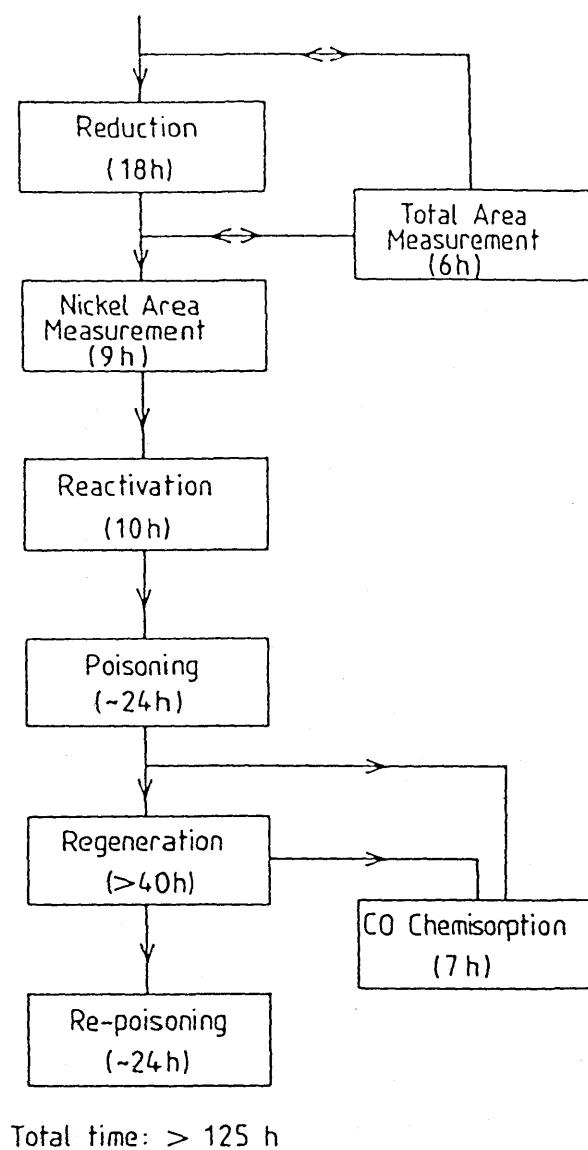 Reduction
(18h)
Total Area
Measurement
(6h)
Nickel Area
Measurement
(9h)
Reactivation
(10h)
Poisoning
(~24h)
Regeneration
(>40h)
CO Chemisorption
(7h)
Re-poisoning
(~24h)
Total time: > 125 h